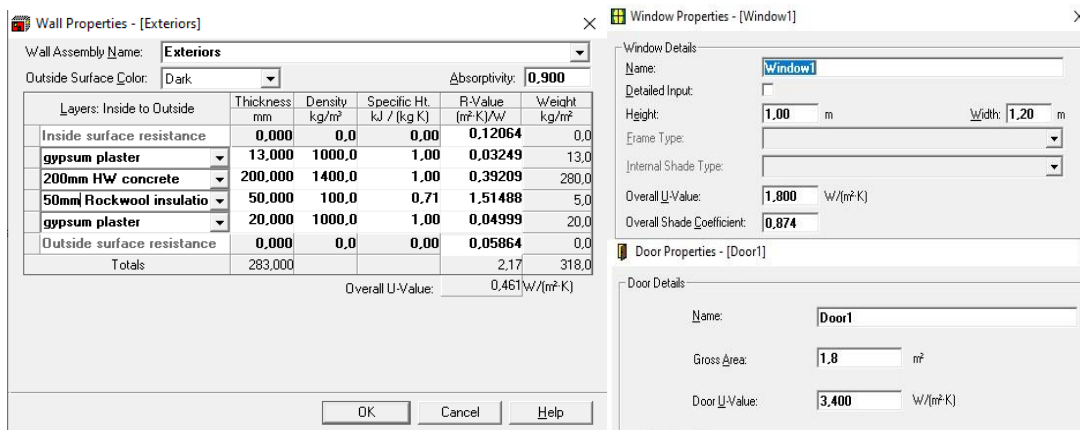 Wall Properties - [Exteriors]
Wall Assembly Name: Exteriors
Outside Surface Color: Dark Absorptivity: 0,900
Layers: Inside to Outside Thickness mm Density kg/m³ Specific Ht. kJ / (kg K) R-Value (m²·K)/W Weight kg/m²
Inside surface resistance 0,000 0,0 0,00 0,12064 0,0
gypsum plaster 13,000 1000,0 1,00 0,03249 13,0
200mm HW concrete 200,000 1400,0 1,00 0,39209 280,0
50mm Rockwool insulatio 50,000 100,0 0,71 1,51488 5,0
gypsum plaster 20,000 1000,0 1,00 0,04999 20,0
Outside surface resistance 0,000 0,0 0,00 0,05864 0,0
Totals 283,000 2,17 318,0
Overall U-Value: 0,461 W/(m²·K)
OK Cancel Help
Window Properties - [Window1]
Window Details
Name: Window1
Detailed Input:
Height: 1,00 m Width: 1,20 m
Frame Type:
Internal Shade Type:
Overall U-Value: 1,800 W/(m²·K)
Overall Shade Coefficient: 0,874
Door Properties - [Door1]
Door Details
Name: Door1
Gross Area: 1,8 m²
Door U-Value: 3,400 W/(m²·K)